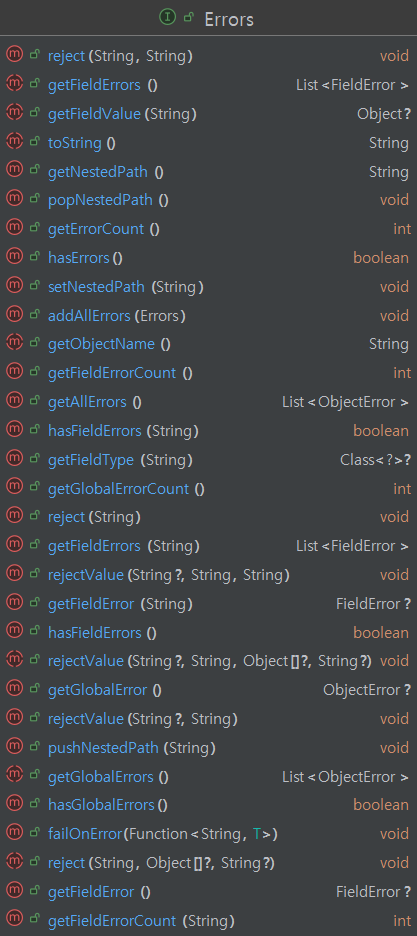 Errors
reject(String, String) void
getFieldErrors() List<FieldError>
getFieldValue(String) Object?
toString() String
getNestedPath() String
popNestedPath() void
getErrorCount() int
hasErrors() boolean
setNestedPath(String) void
addAllErrors(Errors) void
getObjectName() String
getFieldErrorCount() int
getAllErrors() List<ObjectError>
hasFieldErrors(String) boolean
getFieldType(String) Class<?>?
getGlobalErrorCount() int
reject(String) void
getFieldErrors(String) List<FieldError>
rejectValue(String?, String, String) void
getFieldError(String) FieldError?
hasFieldErrors() boolean
rejectValue(String?, String, Object[]?, String?) void
getGlobalError() ObjectError?
rejectValue(String?, String) void
pushNestedPath(String) void
getGlobalErrors() List<ObjectError>
hasGlobalErrors() boolean
failOnError(Function<String, T>) void
reject(String, Object[]?, String?) void
getFieldError() FieldError?
getFieldErrorCount(String) int